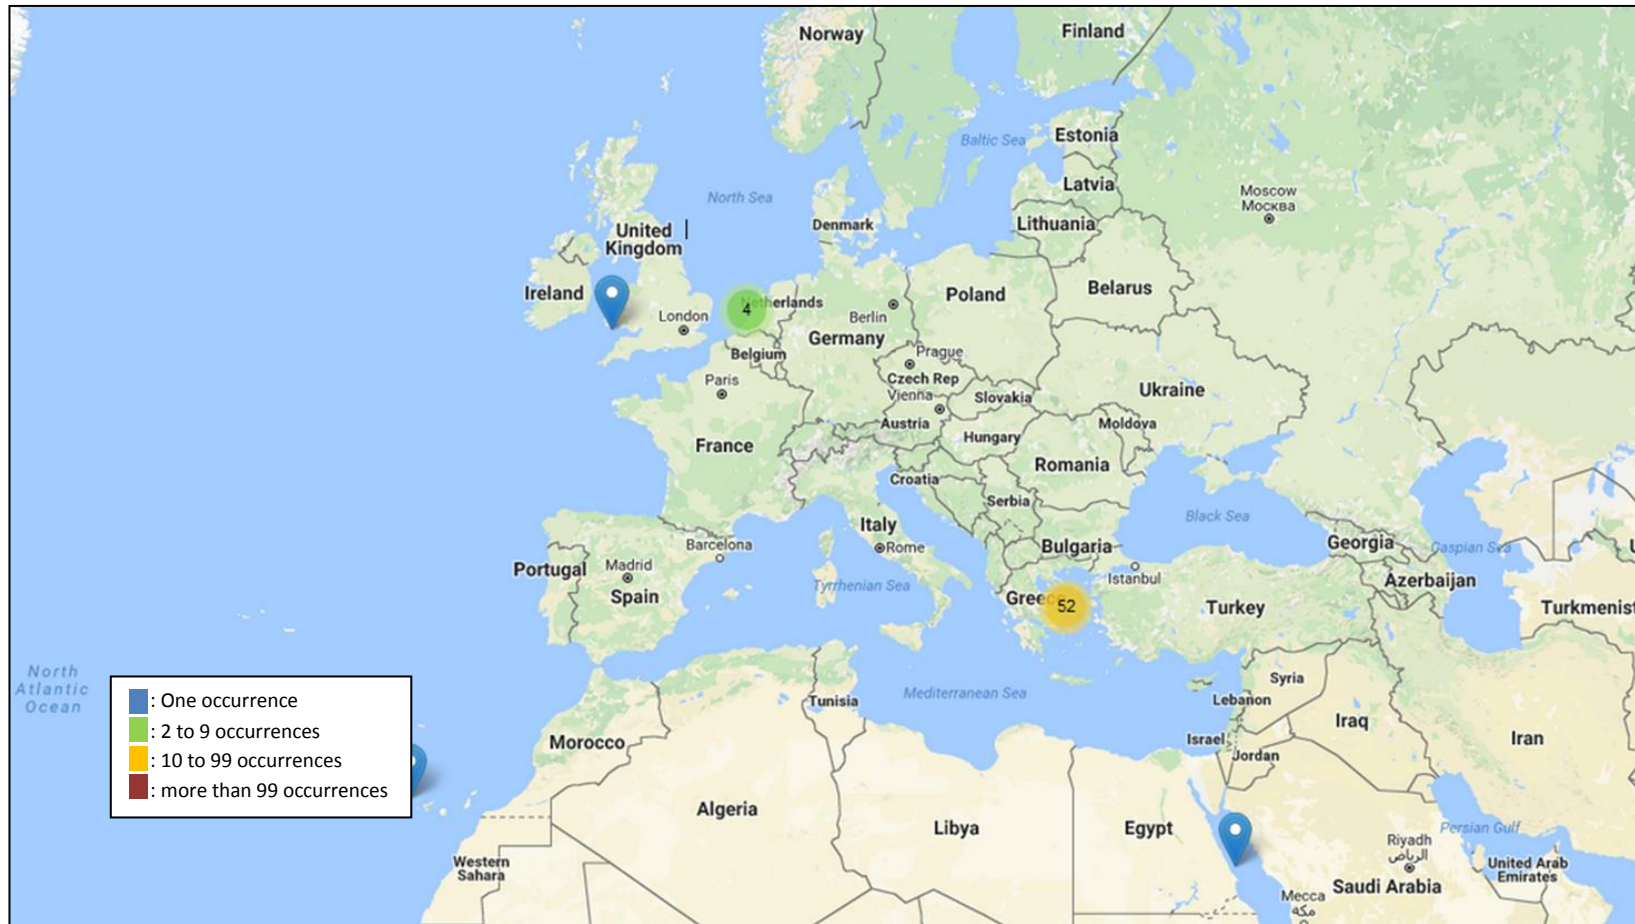 Norway
Finland
Baltic Sea
Estonia
Latvia
Moscow
Москва
North Sea
Denmark
Lithuania
United
Kingdom
Ireland
4
Netherlands
London
Berlin
Poland
Belarus
Germany
Belgium
Prague
Paris
Czech Rep
Vienna
Slovakia
Ukraine
Austria
Moldova
Hungary
France
Romania
Croatia
Serbia
Black Sea
Italy
Barcelona
Rome
Bulgaria
Georgia
Caspian Sea
Portugal
Madrid
Istanbul
Azerbaijan
Tyrrhenian Sea
Spain
Greece
52
Turkey
Turkmenist
North
Atlantic
Ocean
Syria
Mediterranean Sea
Tunisia
Lebanon
: One occurrence
: 2 to 9 occurrences
: 10 to 99 occurrences
: more than 99 occurrences
Morocco
Iraq
Israel
Jordan
Iran
Algeria
Libya
Egypt
Persian Gulf
Riyadh
الرياض
Western
Sahara
United Arab
Emirates
Saudi Arabia
Mecca
مكة